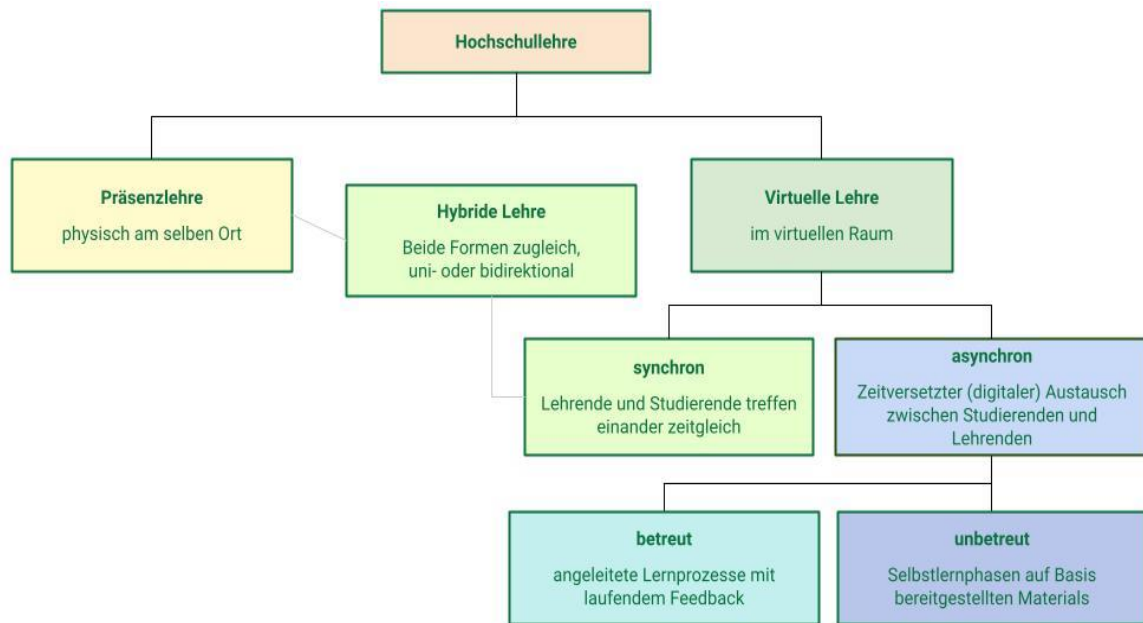 Hochschullehre
Präsenzlehre
physisch am selben Ort
Hybride Lehre
Beide Formen zugleich,
uni- oder bidirektional
Virtuelle Lehre
im virtuellen Raum
synchron
Lehrende und Studierende treffen
einander zeitgleich
asynchron
Zeitversetzter (digitaler) Austausch
zwischen Studierenden und
Lehrenden
betreut
angeleitete Lernprozesse mit
laufendem Feedback
unbetreut
Selbstlernphasen auf Basis
bereitgestellten Materials